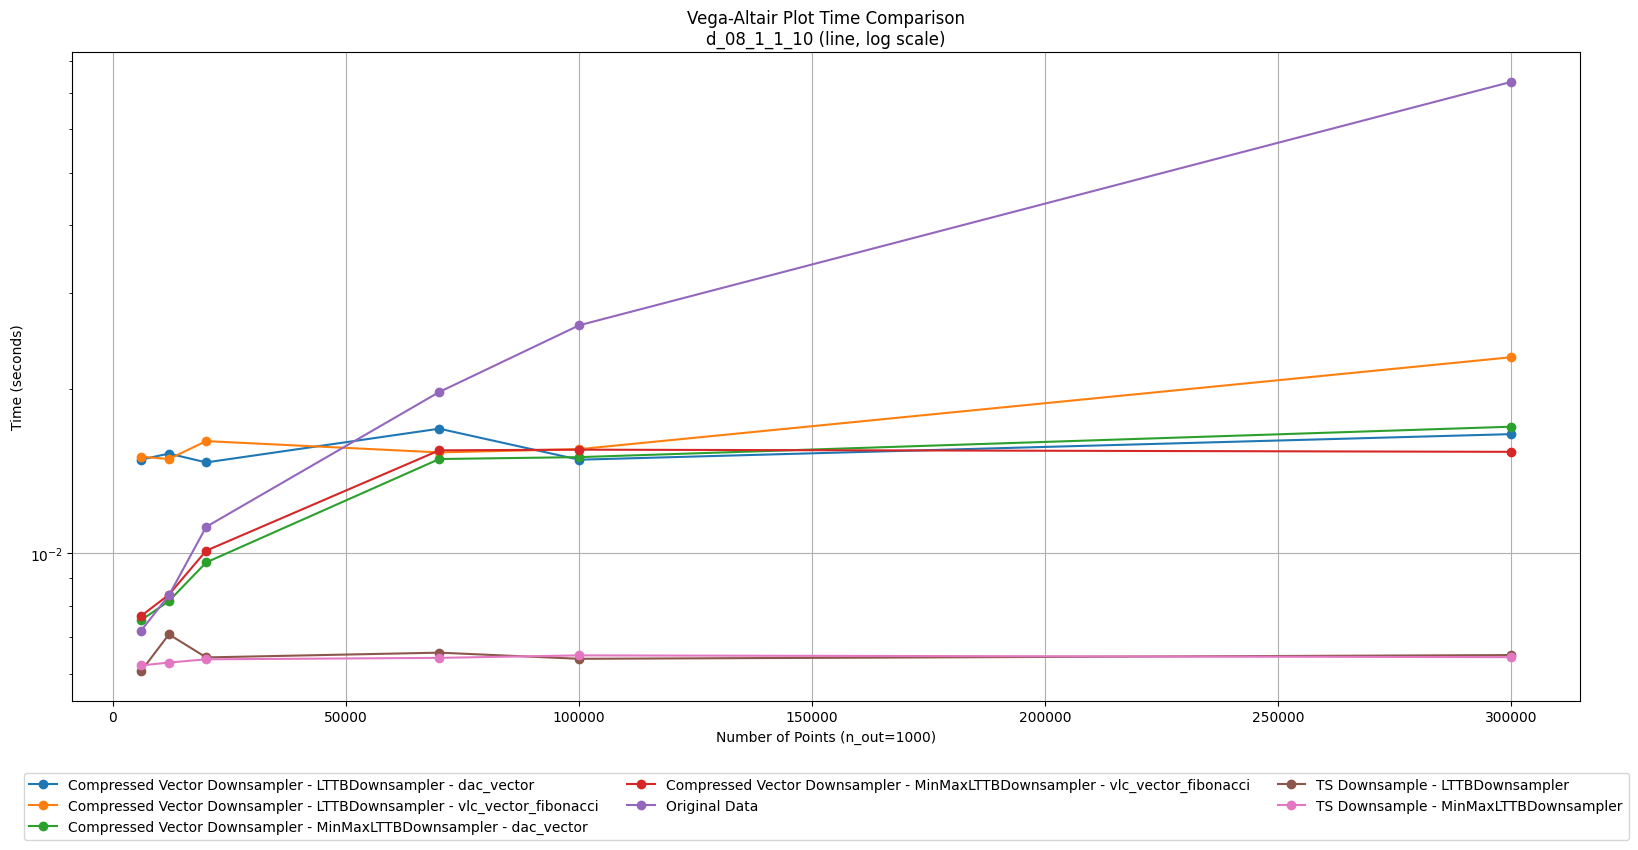 Vega-Altair Plot Time Comparison
d_08_1_1_10 (line, log scale)
Time (seconds)
10⁻²
0 50000 100000 150000 200000 250000 300000
Number of Points (n_out=1000)
Compressed Vector Downsampler - LTTBDownsampler - dac_vector
Compressed Vector Downsampler - LTTBDownsampler - vlc_vector_fibonacci
Compressed Vector Downsampler - MinMaxLTTBDownsampler - dac_vector
Compressed Vector Downsampler - MinMaxLTTBDownsampler - vlc_vector_fibonacci
Original Data
TS Downsample - LTTBDownsampler
TS Downsample - MinMaxLTTBDownsampler